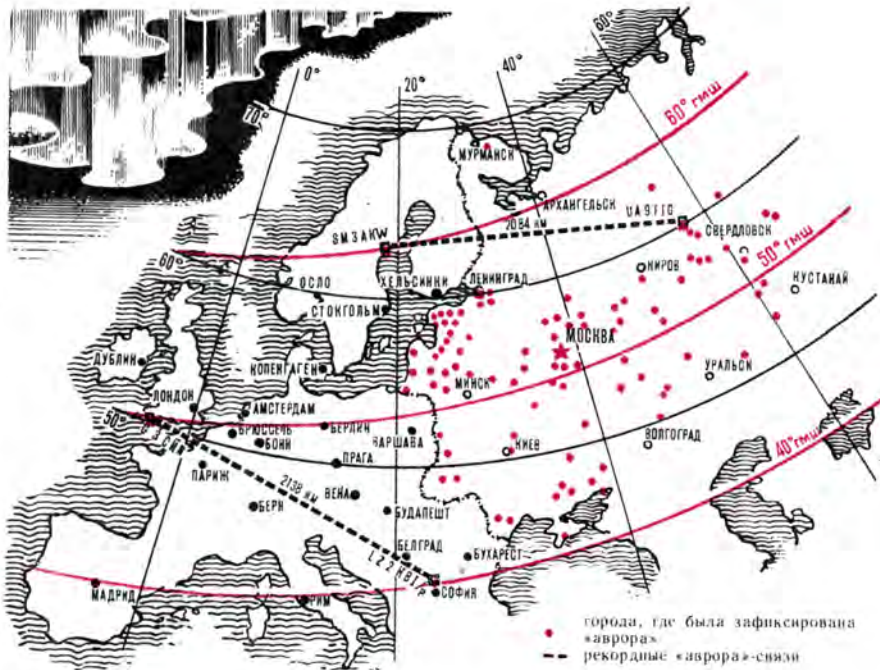 0°
20°
40°
60°
70°
60° ГМШ
МУРМАНСК
АРХАНГЕЛЬСК
UA9ГГО
SM3AKW
2084 КМ
СВЕРДЛОВСК
50° ГМШ
60°
ОСЛО
ХЕЛЬСИНКИ
ЛЕНИНГРАД
КИРОВ
КУСТАНАЙ
СТОКГОЛЬМ
МОСКВА
ДУБЛИН
КОПЕНГАГЕН
МИНСК
УРАЛЬСК
ЛОНДОН
АМСТЕРДАМ
50°
БРЮССЕЛЬ
БЕРЛИН
БОНН
ВАРШАВА
КИЕВ
ВОЛГОГРАД
40° ГМШ
ПАРИЖ
ПРАГА
2138 КМ
ВЕНА
БЕРН
БУДАПЕШТ
БЕЛГРАД
БУХАРЕСТ
LZ2KBI/P
СОФИЯ
МАДРИД
РИМ
города, где была зафиксирована
«аврора»
рекордные «аврора»-связи